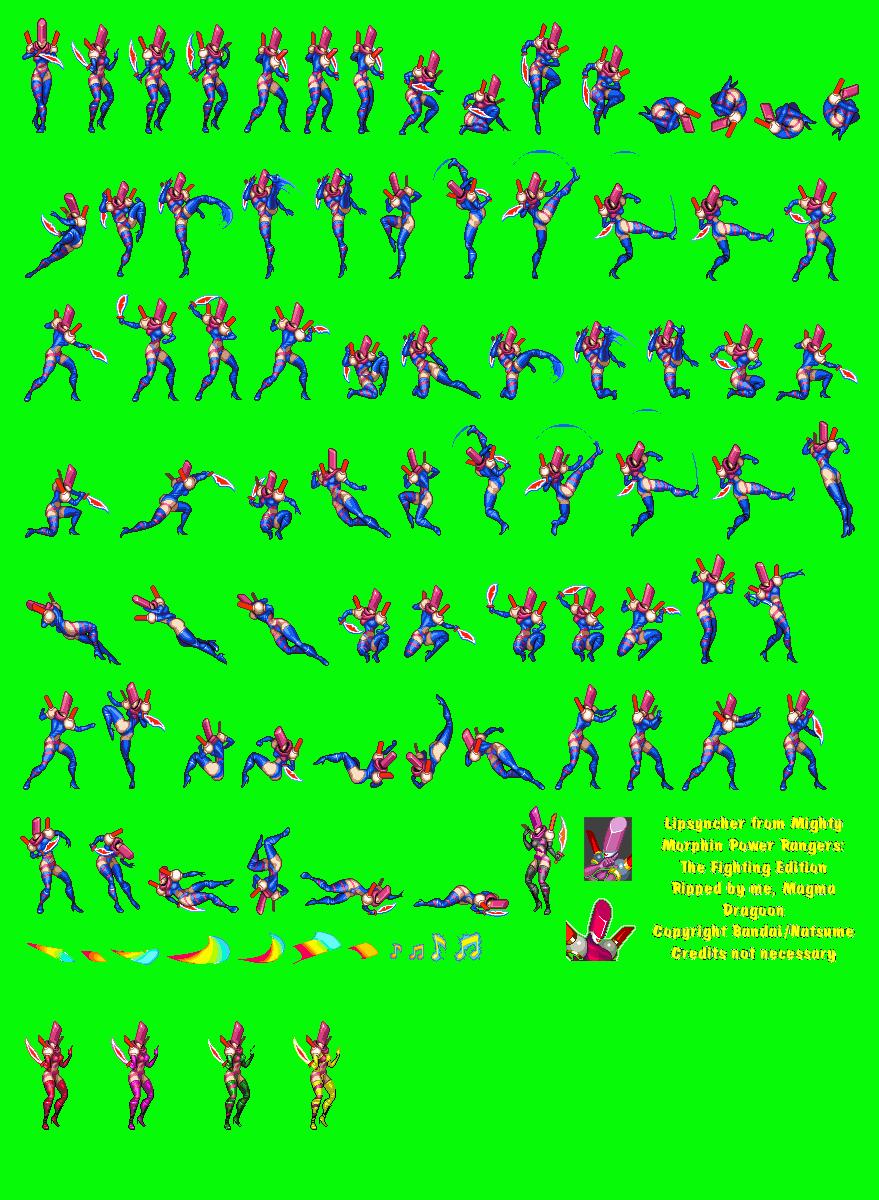 Lipsyncher from Mighty
Morphin Power Rangers:
The Fighting Edition
Ripped by me, Magma
Dragoon
Copyright Bandai/Natsume
Credits not necessary